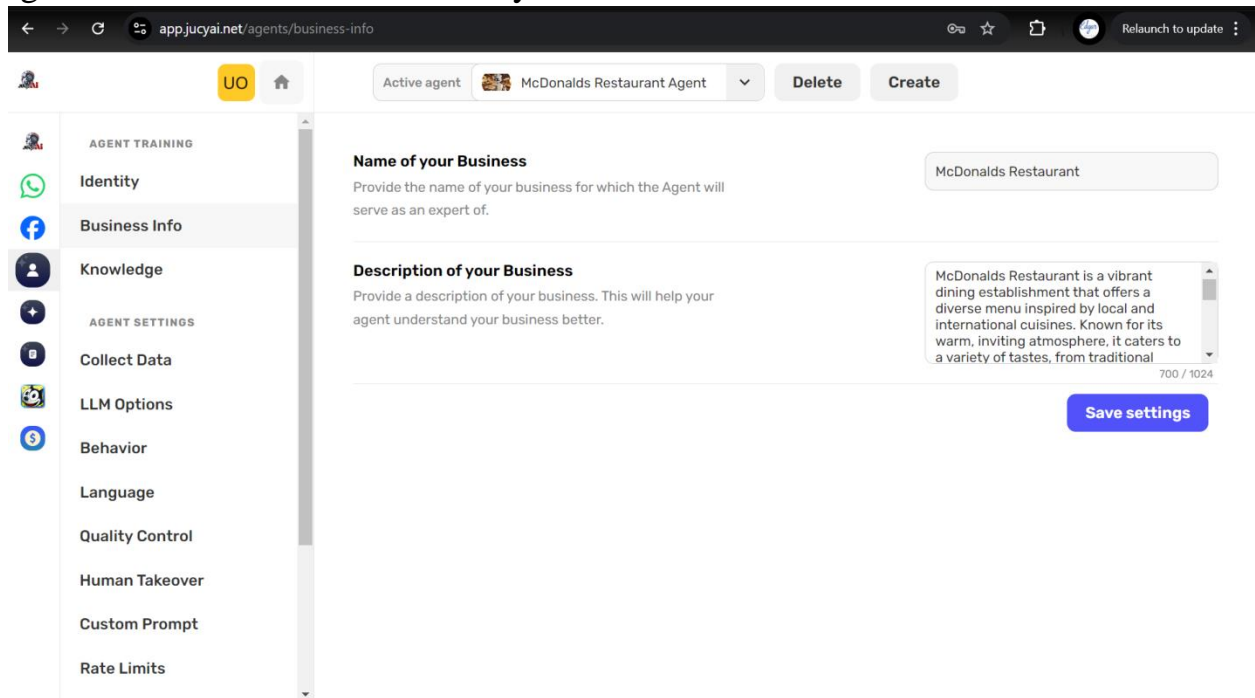 app.jucyai.net/agents/business-info
Relaunch to update
UO
Active agent
McDonalds Restaurant Agent
Delete
Create
AGENT TRAINING
Identity
Business Info
Knowledge
AGENT SETTINGS
Collect Data
LLM Options
Behavior
Language
Quality Control
Human Takeover
Custom Prompt
Rate Limits
Name of your Business
Provide the name of your business for which the Agent will
serve as an expert of.
McDonalds Restaurant
Description of your Business
Provide a description of your business. This will help your
agent understand your business better.
McDonalds Restaurant is a vibrant
dining establishment that offers a
diverse menu inspired by local and
international cuisines. Known for its
warm, inviting atmosphere, it caters to
a variety of tastes, from traditional
700 / 1024
Save settings